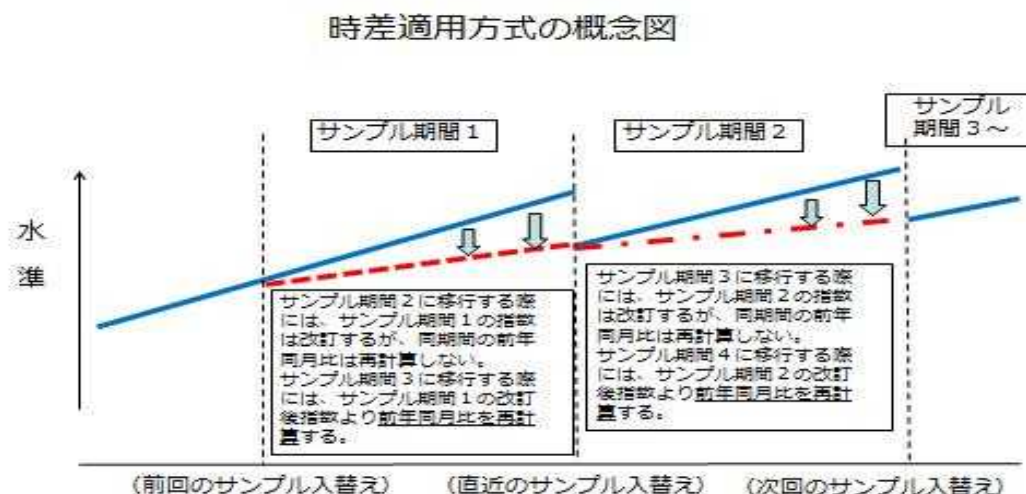 時差適用方式の概念図
サンプル期間1
サンプル期間2
サンプル
期間3～
水
準
サンプル期間2に移行する際
には、サンプル期間1の指数
は改訂するが、同期間の前年
同月比は再計算しない。
サンプル期間3に移行する際
には、サンプル期間1の改訂
後指数より前年同月比を再計
算する。
サンプル期間3に移行する際
には、サンプル期間2の指数
は改訂するが、同期間の前年
同月比は再計算しない。
サンプル期間4に移行する際
には、サンプル期間2の改訂
後指数より前年同月比を再計
算する。
(前回のサンプル入替え)
(直近のサンプル入替え)
(次回のサンプル入替え)